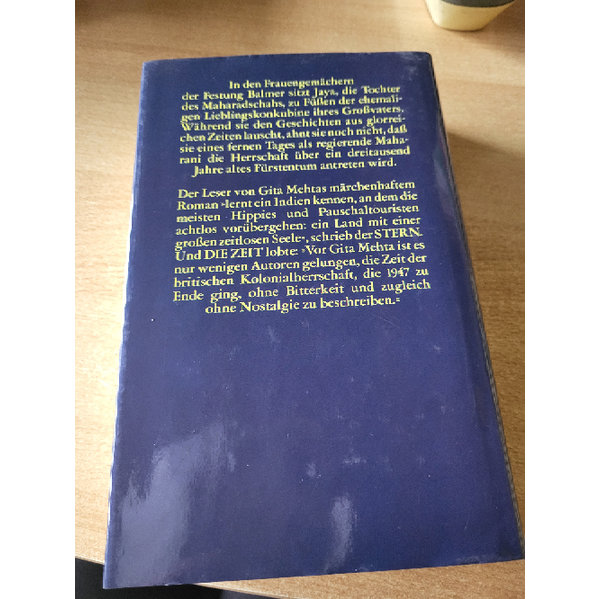 In den Frauengemächern
der Festung Balmer sitzt Jaya, die Tochter
des Maharadschahs, zu Füßen der ehemali-
gen Lieblingskonkubine ihres Großvaters.
Während sie den Geschichten aus glorrei-
chen Zeiten lauscht, ahnt sie noch nicht, daß
sie eines fernen Tages als regierende Maha-
rani die Herrschaft über ein dreitausend
Jahre altes Fürstentum antreten wird.
Der Leser von Gita Mehtas märchenhaftem
Roman »lernt ein Indien kennen, an dem die
meisten Hippies und Pauschaltouristen
achtlos vorübergehen: ein Land mit einer
großen zeitlosen Seele«, schrieb der STERN.
Und DIE ZEIT lobte: »Vor Gita Mehta ist es
nur wenigen Autoren gelungen, die Zeit der
britischen Kolonialherrschaft, die 1947 zu
Ende ging, ohne Bitterkeit und zugleich
ohne Nostalgie zu beschreiben.«